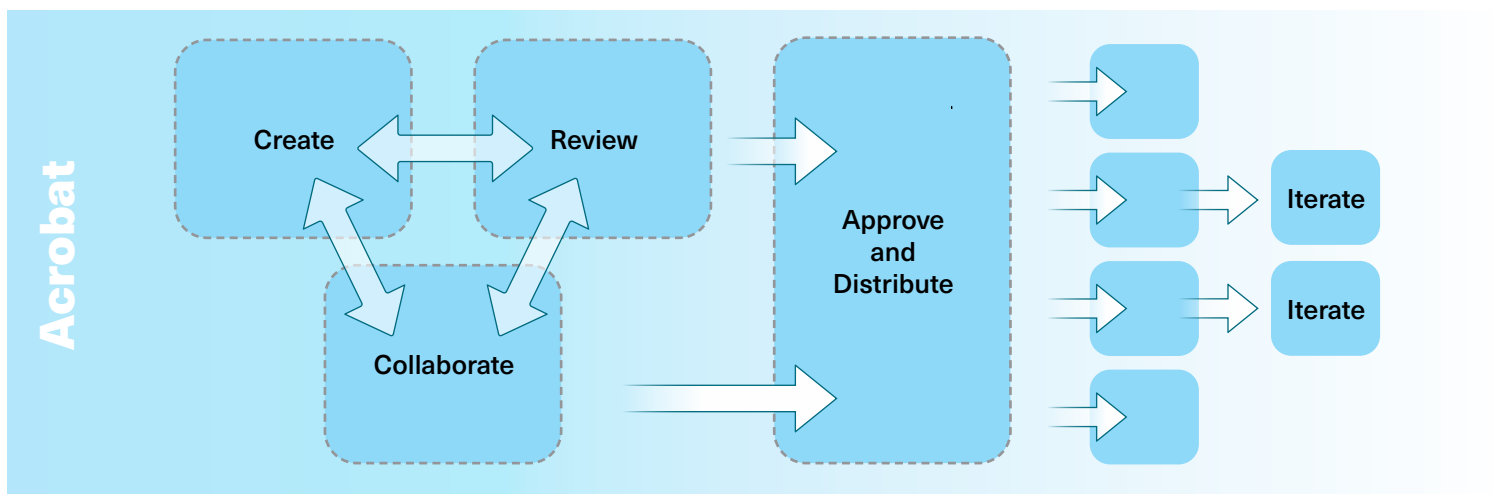 Acrobat
Create
Review
Collaborate
Approve
and
Distribute
Iterate
Iterate